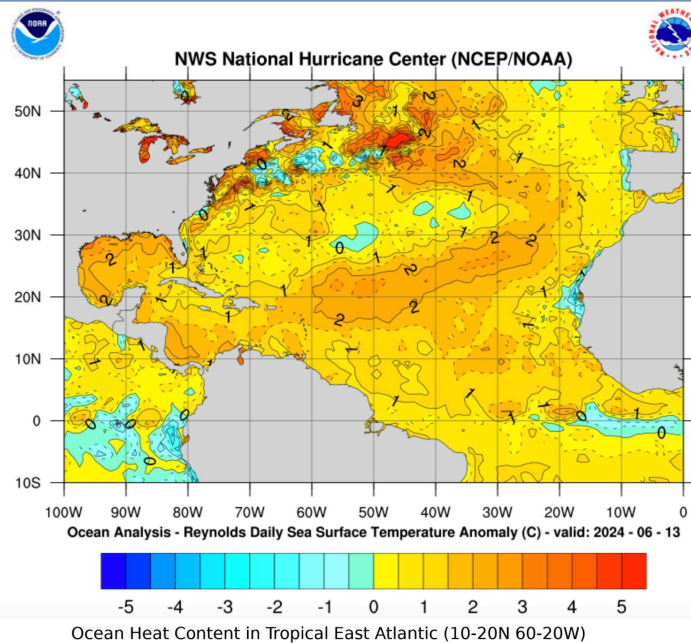 NOAA
NWS National Hurricane Center (NCEP/NOAA)
50N
40N
30N
20N
10N
0
10S
100W 90W 80W 70W 60W 50W 40W 30W 20W 10W 0
Ocean Analysis - Reynolds Daily Sea Surface Temperature Anomaly (C) - valid: 2024 - 06 - 13
-5 -4 -3 -2 -1 0 1 2 3 4 5
Ocean Heat Content in Tropical East Atlantic (10-20N 60-20W)